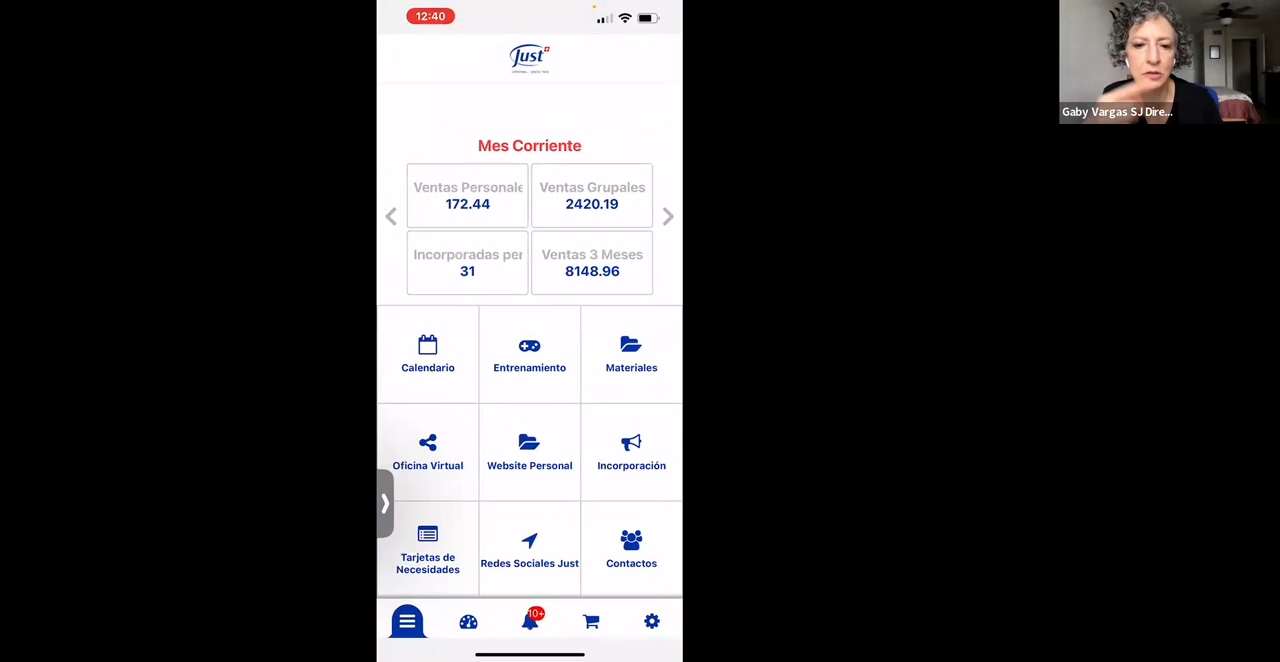 12:40
Just
Gaby Vargas SJ Dire...
Mes Corriente
Ventas Personale
172.44
Ventas Grupales
2420.19
Incorporadas per
31
Ventas 3 Meses
8148.96
Calendario
Entrenamiento
Materiales
Oficina Virtual
Website Personal
Incorporación
Tarjetas de
Necesidades
Redes Sociales Just
Contactos
10+